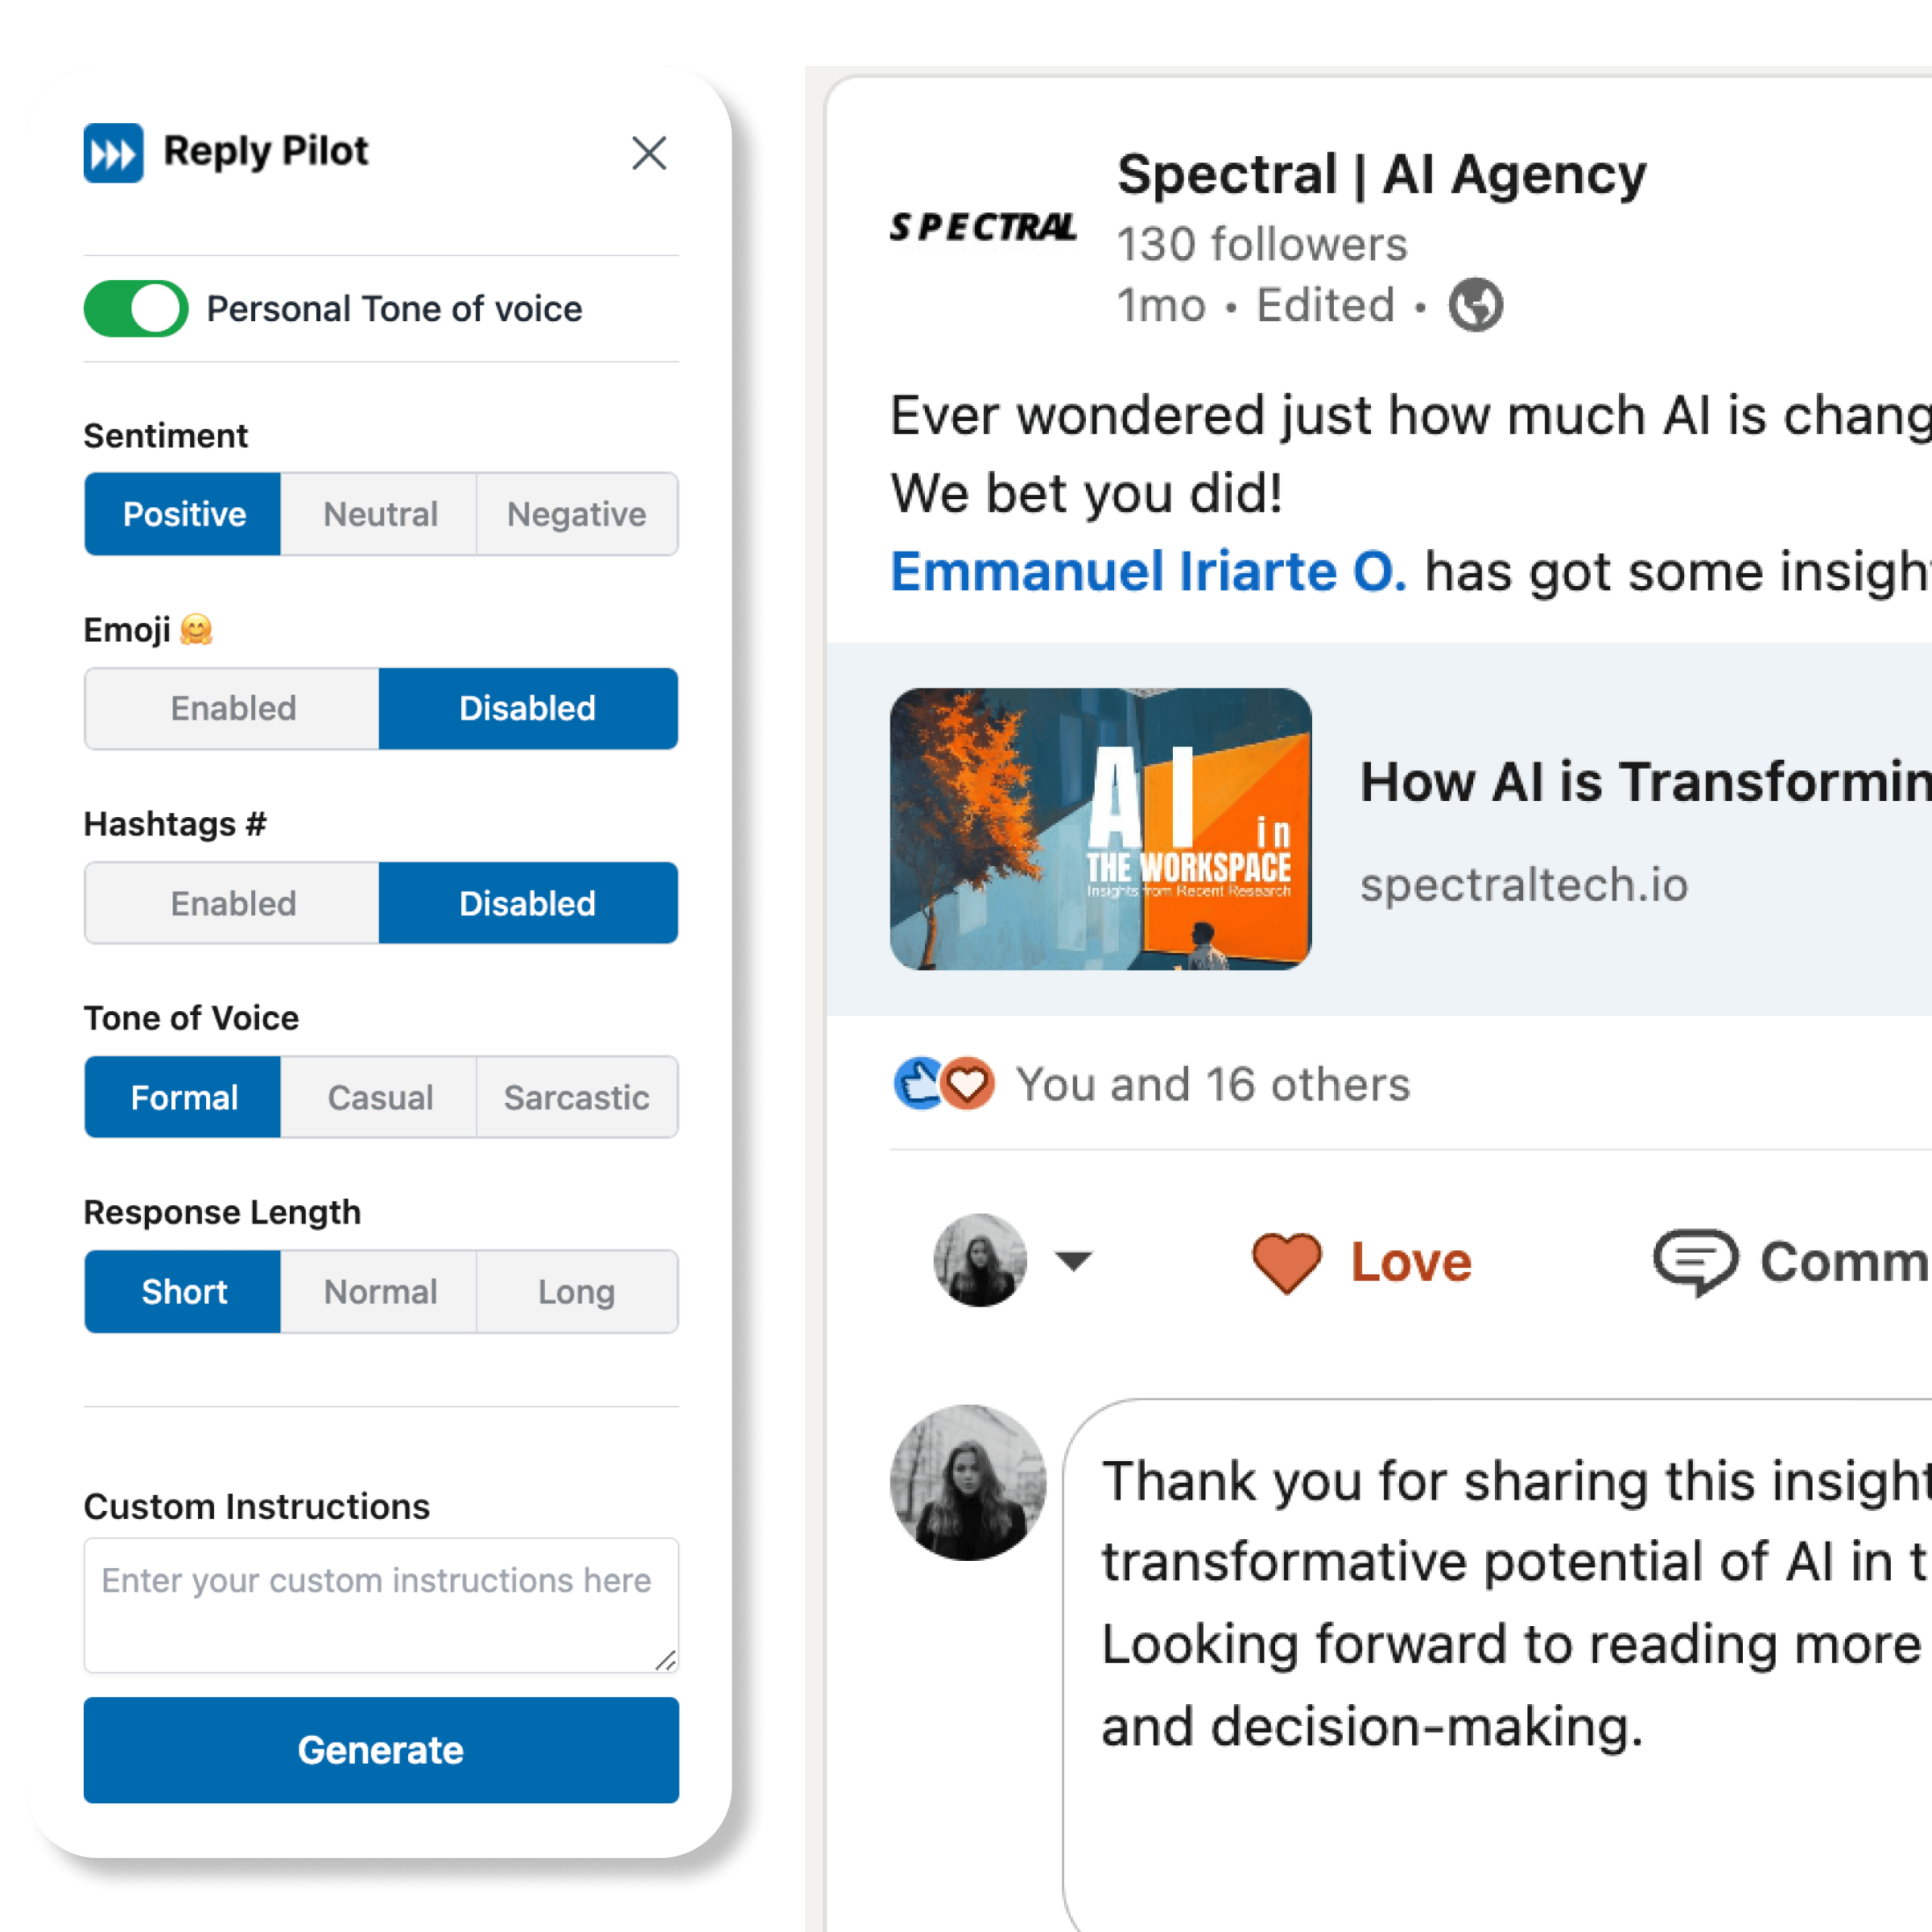 Reply Pilot
Personal Tone of voice
Sentiment
Positive Neutral Negative
Emoji 🤗
Enabled Disabled
Hashtags #
Enabled Disabled
Tone of Voice
Formal Casual Sarcastic
Response Length
Short Normal Long
Custom Instructions
Enter your custom instructions here
Generate
SPECTRAL
Spectral | AI Agency
130 followers
1mo • Edited •
Ever wondered just how much AI is chang
We bet you did!
Emmanuel Iriarte O. has got some insigh
AI in
THE WORKSPACE
Insights from Recent Research
How AI is Transformin
spectraltech.io
You and 16 others
Love Comm
Thank you for sharing this insight
transformative potential of AI in t
Looking forward to reading more
and decision-making.